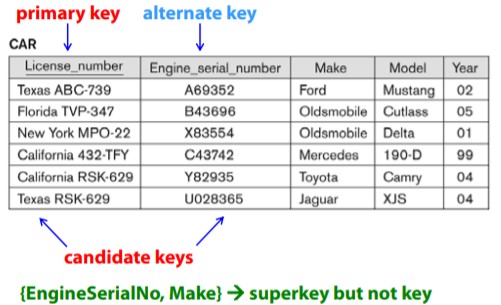 primary key alternate key
CAR
License_number Engine_serial_number Make Model Year
Texas ABC-739 A69352 Ford Mustang 02
Florida TVP-347 B43696 Oldsmobile Cutlass 05
New York MPO-22 X83554 Oldsmobile Delta 01
California 432-TFY C43742 Mercedes 190-D 99
California RSK-629 Y82935 Toyota Camry 04
Texas RSK-629 U028365 Jaguar XJS 04
candidate keys
{EngineSerialNo, Make} → superkey but not key